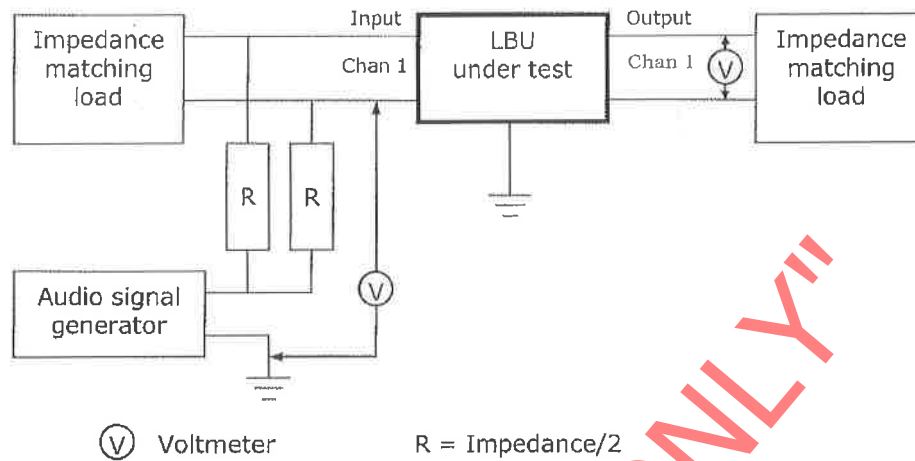 Impedance
matching
load
Input
Chan 1
LBU
under test
Output
Chan 1
V
Impedance
matching
load
R
R
V
Audio signal
generator
V Voltmeter
R = Impedance/2
ONLY"